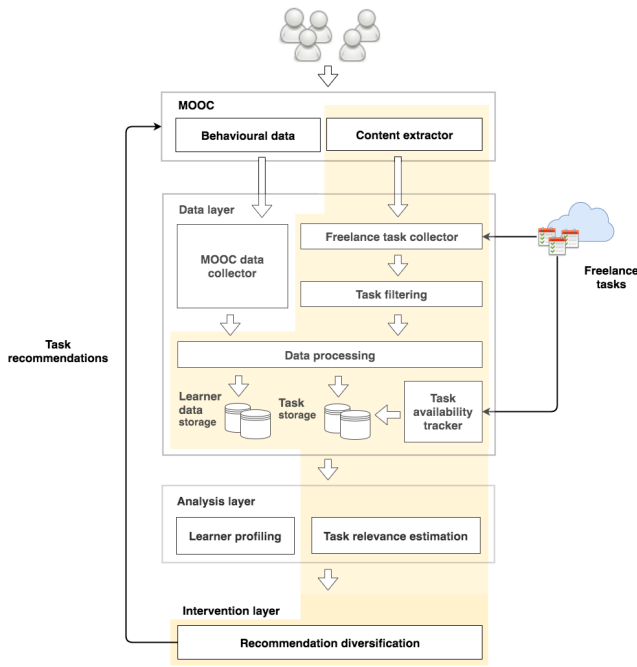 MOOC
Behavioural data
Content extractor
Data layer
MOOC data
collector
Freelance task collector
Freelance
tasks
Task filtering
Task
recommendations
Data processing
Learner
data
storage
Task
storage
Task
availability
tracker
Analysis layer
Learner profiling
Task relevance estimation
Intervention layer
Recommendation diversification